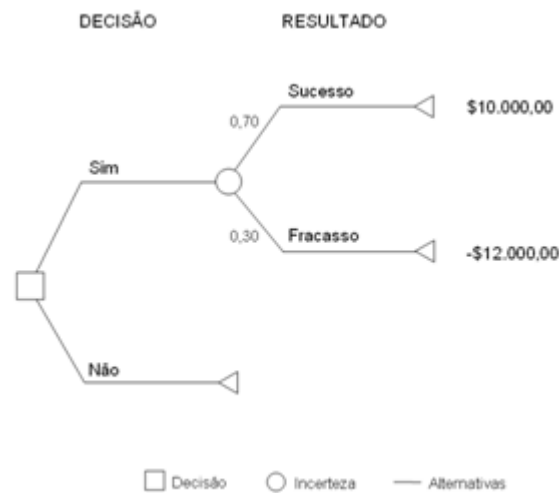 DECISÃO RESULTADO
Sucesso
$10.000,00
0,70
Sim
0,30
Fracasso
-$12.000,00
Não
Decisão Incerteza Alternativas